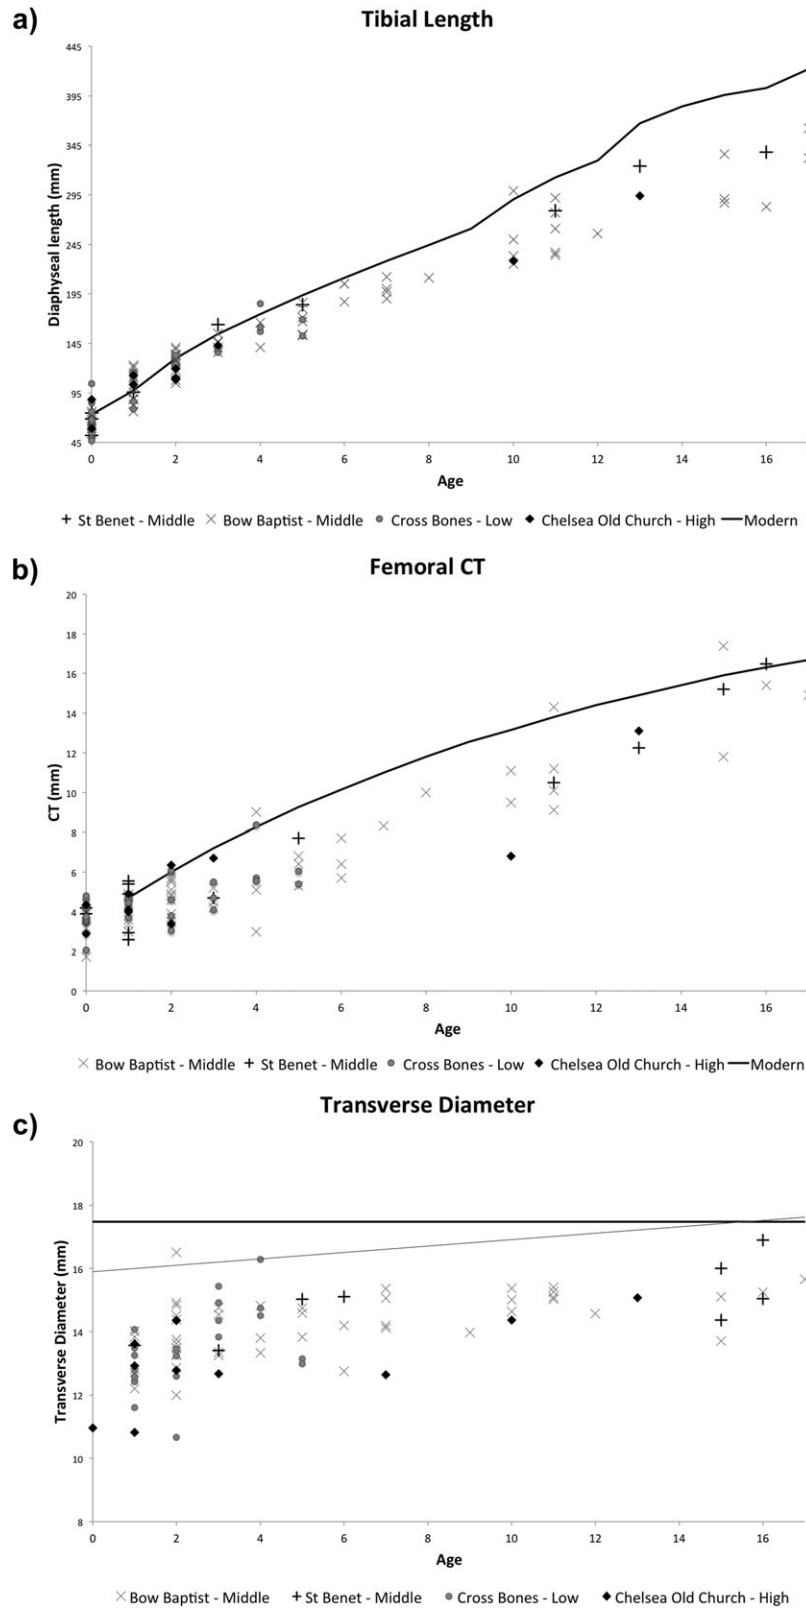 a)
Tibial Length
445
395
345
295
245
195
145
95
45
Diaphyseal length (mm)
0 2 4 6 8 10 12 14 16
Age
St Benet - Middle Bow Baptist - Middle Cross Bones - Low Chelsea Old Church - High Modern
b)
Femoral CT
20
18
16
14
12
10
8
6
4
2
0
CT (mm)
0 2 4 6 8 10 12 14 16
Age
Bow Baptist - Middle St Benet - Middle Cross Bones - Low Chelsea Old Church - High Modern
c)
Transverse Diameter
20
18
16
14
12
10
8
Transverse Diameter (mm)
0 2 4 6 8 10 12 14 16
Age
Bow Baptist - Middle St Benet - Middle Cross Bones - Low Chelsea Old Church - High